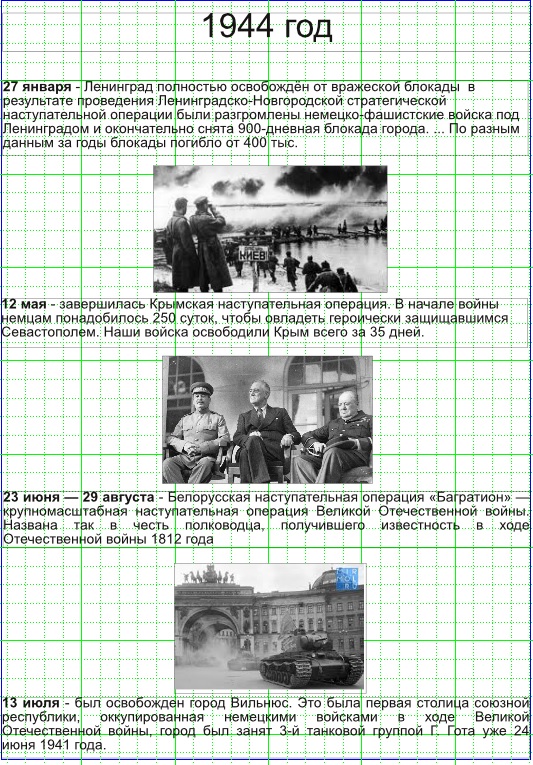 1944 год
27 января - Ленинград полностью освобождён от вражеской блокады в
результате проведения Ленинградско-Новгородской стратегической
наступательной операции были разгромлены немецко-фашистские войска под
Ленинградом и окончательно снята 900-дневная блокада города. ... По разным
данным за годы блокады погибло от 400 тыс.
КИЕВ
12 мая - завершилась Крымская наступательная операция. В начале войны
немцам понадобилось 250 суток, чтобы овладеть героически защищавшимся
Севастополем. Наши войска освободили Крым всего за 35 дней.
23 июня — 29 августа - Белорусская наступательная операция «Багратион» —
крупномасштабная наступательная операция Великой Отечественной войны.
Названа так в честь полководца, получившего известность в ходе
Отечественной войны 1812 года
13 июля - был освобожден город Вильнюс. Это была первая столица союзной
республики, оккупированная немецкими войсками в ходе Великой
Отечественной войны, город был занят 3-й танковой группой Г. Гота уже 24
июня 1941 года.